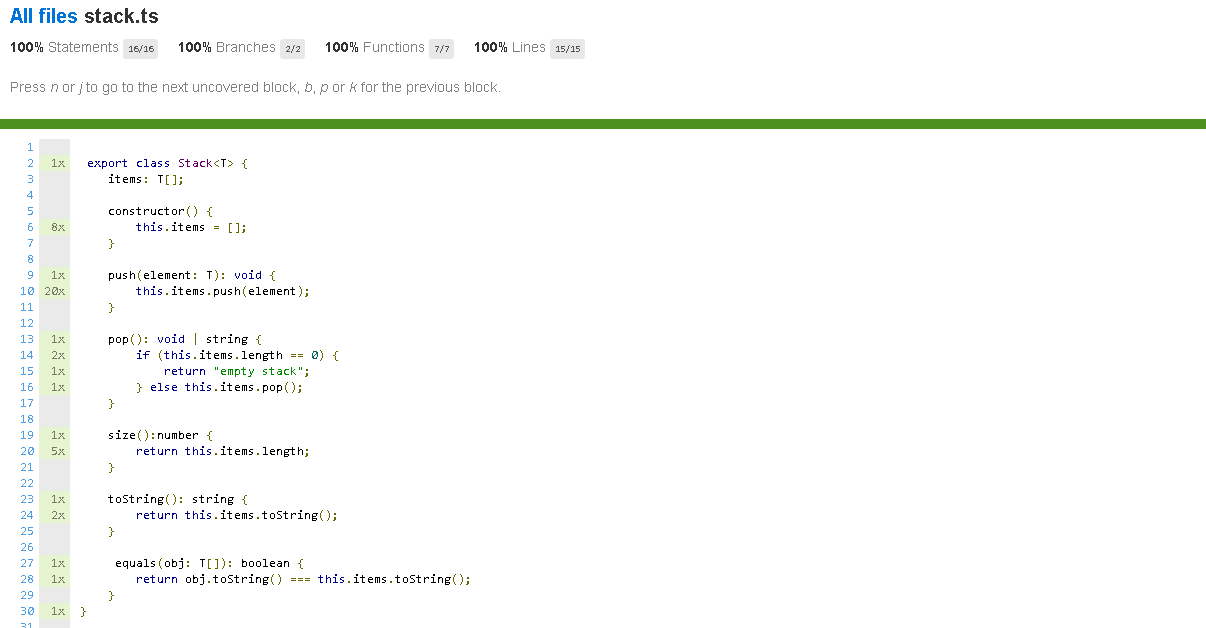 All files stack.ts
100% Statements 16/16 100% Branches 2/2 100% Functions 7/7 100% Lines 15/15
Press n or j to go to the next uncovered block, b, p or k for the previous block.
1
2 1x export class Stack<T> {
3 items: T[];
4
5 constructor() {
6 8x this.items = [];
7 }
8
9 1x push(element: T): void {
10 20x this.items.push(element);
11 }
12
13 1x pop(): void | string {
14 2x if (this.items.length == 0) {
15 1x return "empty stack";
16 1x } else this.items.pop();
17 }
18
19 1x size():number {
20 5x return this.items.length;
21 }
22
23 1x toString(): string {
24 2x return this.items.toString();
25 }
26
27 1x equals(obj: T[]): boolean {
28 1x return obj.toString() === this.items.toString();
29 }
30 1x }
31